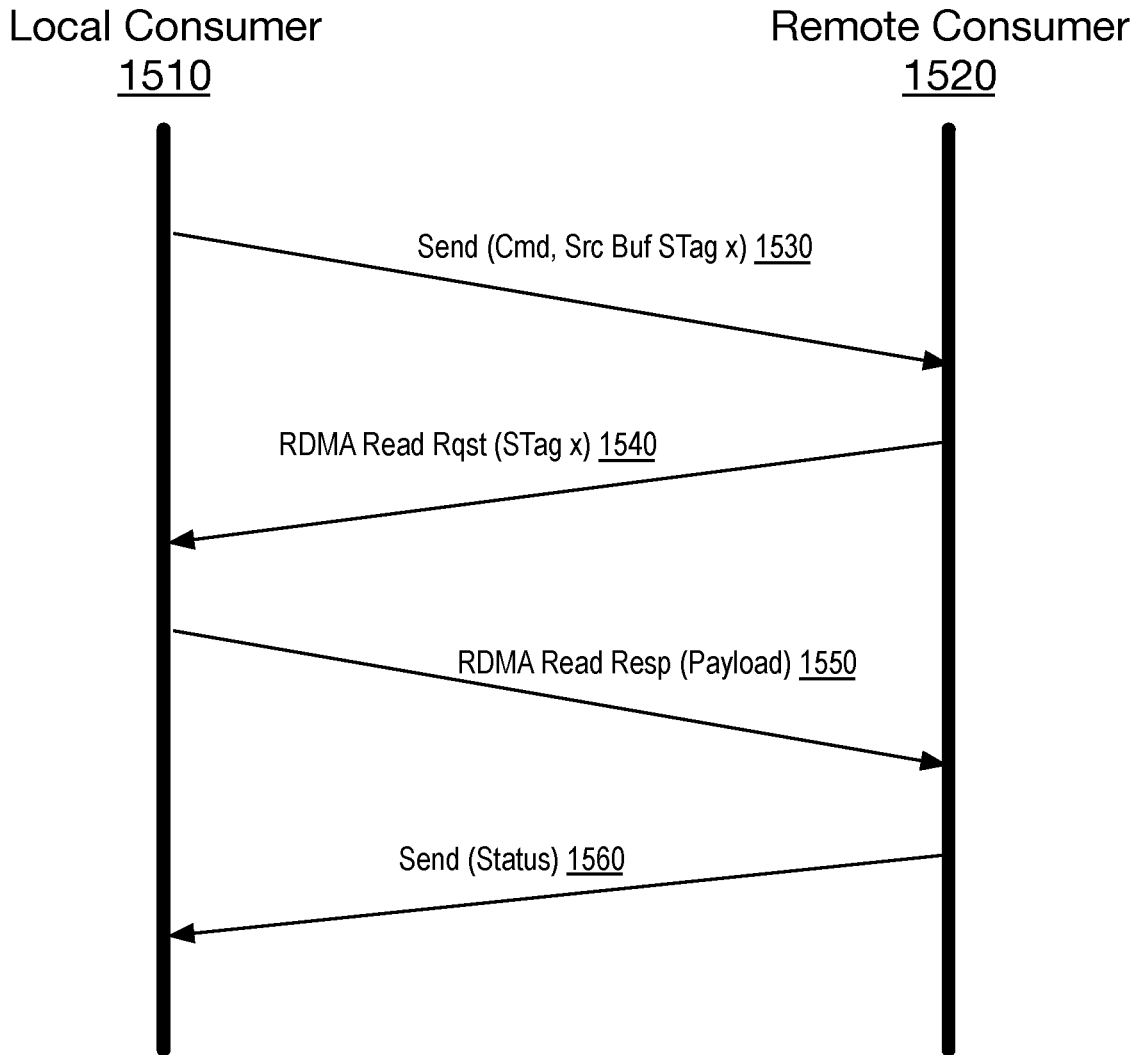 Local Consumer
1510
Remote Consumer
1520
Send (Cmd, Src Buf STag x) 1530
RDMA Read Rqst (STag x) 1540
RDMA Read Resp (Payload) 1550
Send (Status) 1560